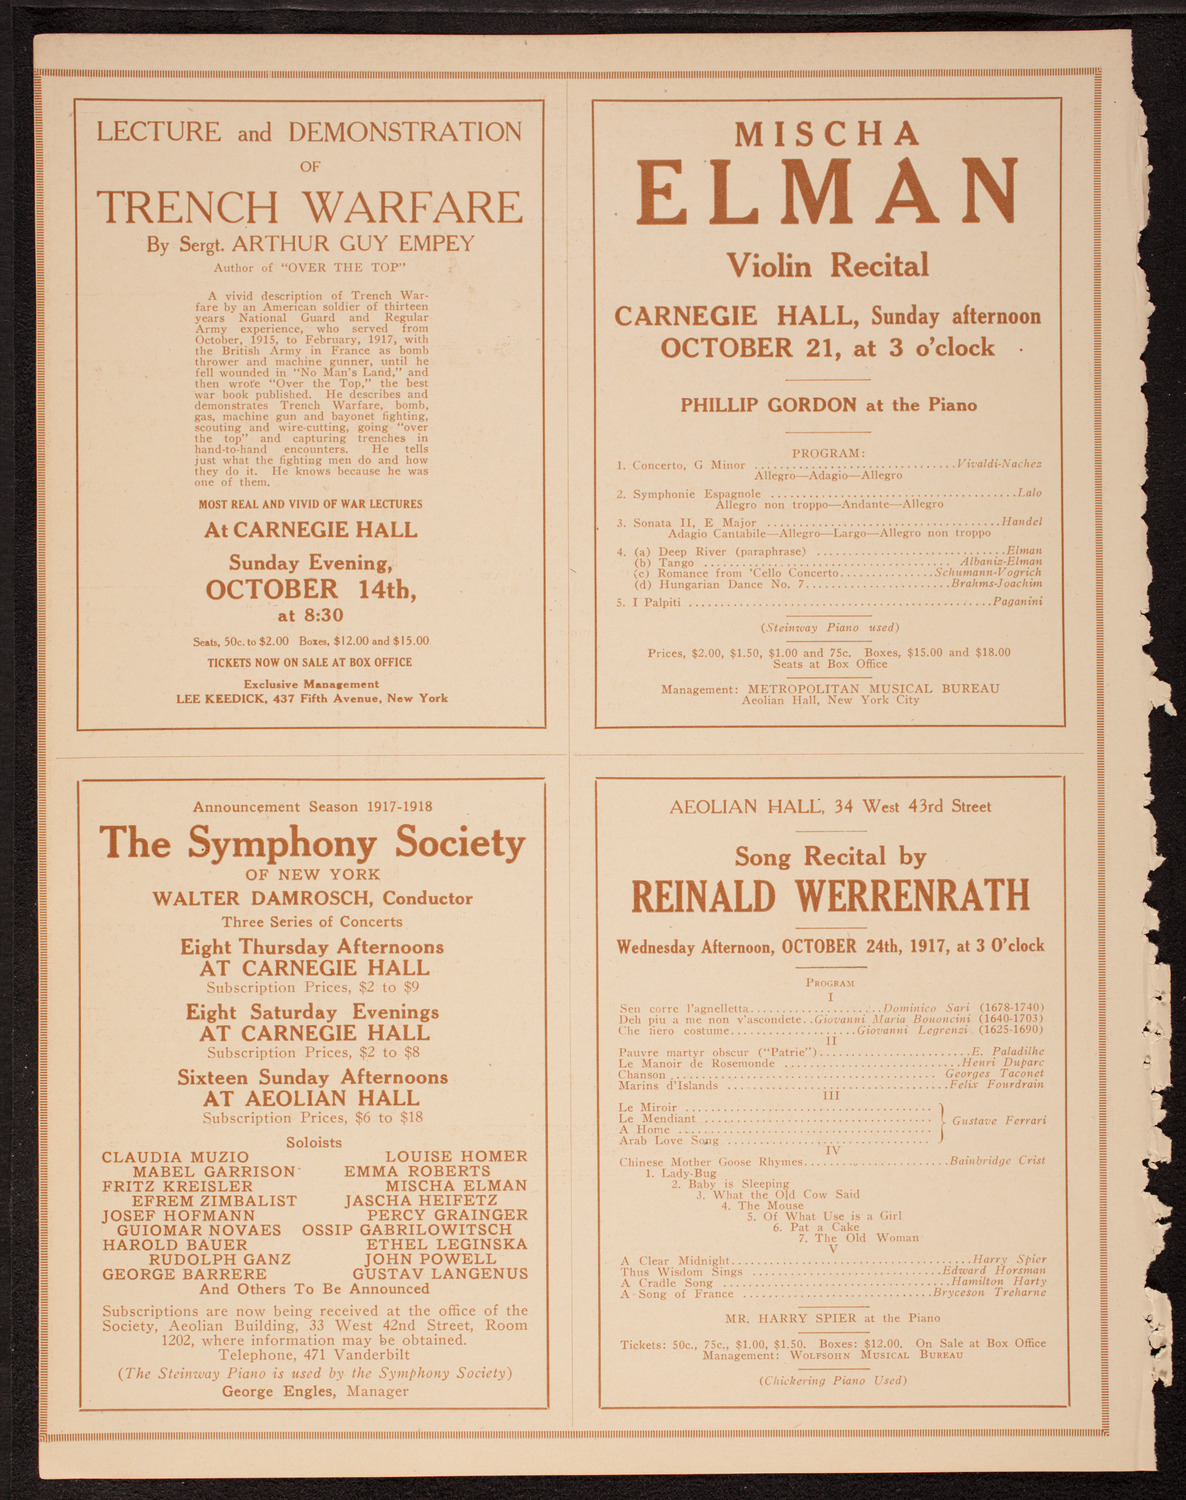 LECTURE and DEMONSTRATION
OF
TRENCH WARFARE
By Sergt. ARTHUR GUY EMPEY
Author of "OVER THE TOP"
A vivid description of Trench War-
fare by an American soldier of thirteen
years National Guard and Regular
Army experience, who served from
October, 1915, to February, 1917, with
the British Army in France as bomb
thrower and machine gunner, until he
fell wounded in "No Man's Land," and
then wrote "Over the Top," the best
war book published. He describes and
demonstrates Trench Warfare, bomb,
gas, machine gun and bayonet fighting,
scouting and wire-cutting, going "over
the top" and capturing trenches in
hand-to-hand encounters. He tells
just what the fighting men do and how
they do it. He knows because he was
one of them.
MOST REAL AND VIVID OF WAR LECTURES
At CARNEGIE HALL
Sunday Evening,
OCTOBER 14th,
at 8:30
Seats, 50c. to $2.00 Boxes, $12.00 and $15.00
TICKETS NOW ON SALE AT BOX OFFICE
Exclusive Management
LEE KEEDICK, 437 Fifth Avenue, New York
MISCHA
ELMAN
Violin Recital
CARNEGIE HALL, Sunday afternoon
OCTOBER 21, at 3 o'clock
PHILLIP GORDON at the Piano
PROGRAM:
1. Concerto, G Minor ................................Vivaldi-Nachez
Allegro—Adagio—Allegro
2. Symphonie Espagnole .......................................Lalo
Allegro non troppo—Andante—Allegro
3. Sonata II, E Major .....................................Handel
Adagio Cantabile—Allegro—Largo—Allegro non troppo
4. (a) Deep River (paraphrase) ..............................Elman
(b) Tango ............................................ Albaniz-Elman
(c) Romance from 'Cello Concerto...............Schumann-Vogrich
(d) Hungarian Dance No. 7.......................Brahms-Joachim
5. I Palpiti ................................................Paganini
(Steinway Piano used)
Prices, $2.00, $1.50, $1.00 and 75c. Boxes, $15.00 and $18.00
Seats at Box Office
Management: METROPOLITAN MUSICAL BUREAU
Aeolian Hall, New York City
Announcement Season 1917-1918
The Symphony Society
OF NEW YORK
WALTER DAMROSCH, Conductor
Three Series of Concerts
Eight Thursday Afternoons
AT CARNEGIE HALL
Subscription Prices, $2 to $9
Eight Saturday Evenings
AT CARNEGIE HALL
Subscription Prices, $2 to $8
Sixteen Sunday Afternoons
AT AEOLIAN HALL
Subscription Prices, $6 to $18
Soloists
CLAUDIA MUZIO LOUISE HOMER
MABEL GARRISON EMMA ROBERTS
FRITZ KREISLER MISCHA ELMAN
EFREM ZIMBALIST JASCHA HEIFETZ
JOSEF HOFMANN PERCY GRAINGER
GUIOMAR NOVAES OSSIP GABRILOWITSCH
HAROLD BAUER ETHEL LEGINSKA
RUDOLPH GANZ JOHN POWELL
GEORGE BARRERE GUSTAV LANGENUS
And Others To Be Announced
Subscriptions are now being received at the office of the
Society, Aeolian Building, 33 West 42nd Street, Room
1202, where information may be obtained.
Telephone, 471 Vanderbilt
(The Steinway Piano is used by the Symphony Society)
George Engles, Manager
AEOLIAN HALL, 34 West 43rd Street
Song Recital by
REINALD WERRENRATH
Wednesday Afternoon, OCTOBER 24th, 1917, at 3 O'clock
PROGRAM
I
Sen corre l'agnelletta.....................Dominico Sari (1678-1740)
Deh piu a me non v'ascondete..Giovanni Maria Bononcini (1640-1703)
Che fiero costume....................Giovanni Legrenzi (1625-1690)
II
Pauvre martyr obscur ("Patrie")........................E. Paladilhe
Le Manoir de Rosemonde ............................Henri Duparc
Chanson .......................................... Georges Taconet
Marins d'Islands ...................................Felix Fourdrain
III
Le Miroir .......................................
Le Mendiant ....................................
A Home ........................................ Gustave Ferrari
Arab Love Song ................................
IV
Chinese Mother Goose Rhymes.......................Bainbridge Crist
1. Lady-Bug
2. Baby is Sleeping
3. What the Old Cow Said
4. The Mouse
5. Of What Use is a Girl
6. Pat a Cake
7. The Old Woman
V
A Clear Midnight......................................Harry Spier
Thus Wisdom Sings ..............................Edward Horsman
A Cradle Song ....................................Hamilton Harty
A Song of France ..............................Bryceson Treharne
MR. HARRY SPIER at the Piano
Tickets: 50c., 75c., $1.00, $1.50. Boxes: $12.00. On Sale at Box Office
Management: WOLFSOHN MUSICAL BUREAU
(Chickering Piano Used)